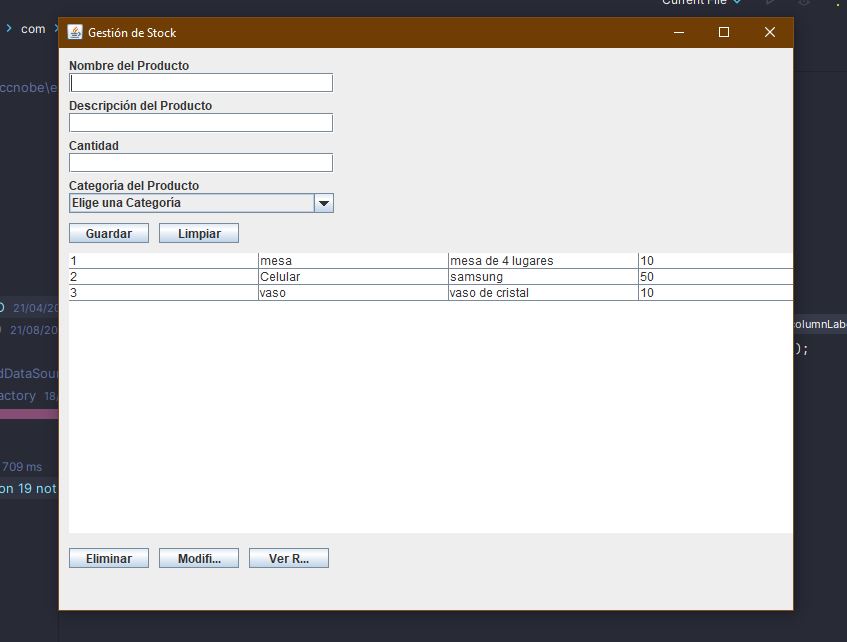 Current File
com
Gestión de Stock
Nombre del Producto
ccnobe\e
Descripción del Producto
Cantidad
Categoría del Producto
Elige una Categoría
Guardar Limpiar
1 mesa mesa de 4 lugares 10
2 Celular samsung 50
3 vaso vaso de cristal 10
21/04/20
21/08/20
olumnLabe
);
dDataSour
actory 18/
709 ms
on 19 not
Eliminar Modifi... Ver R...